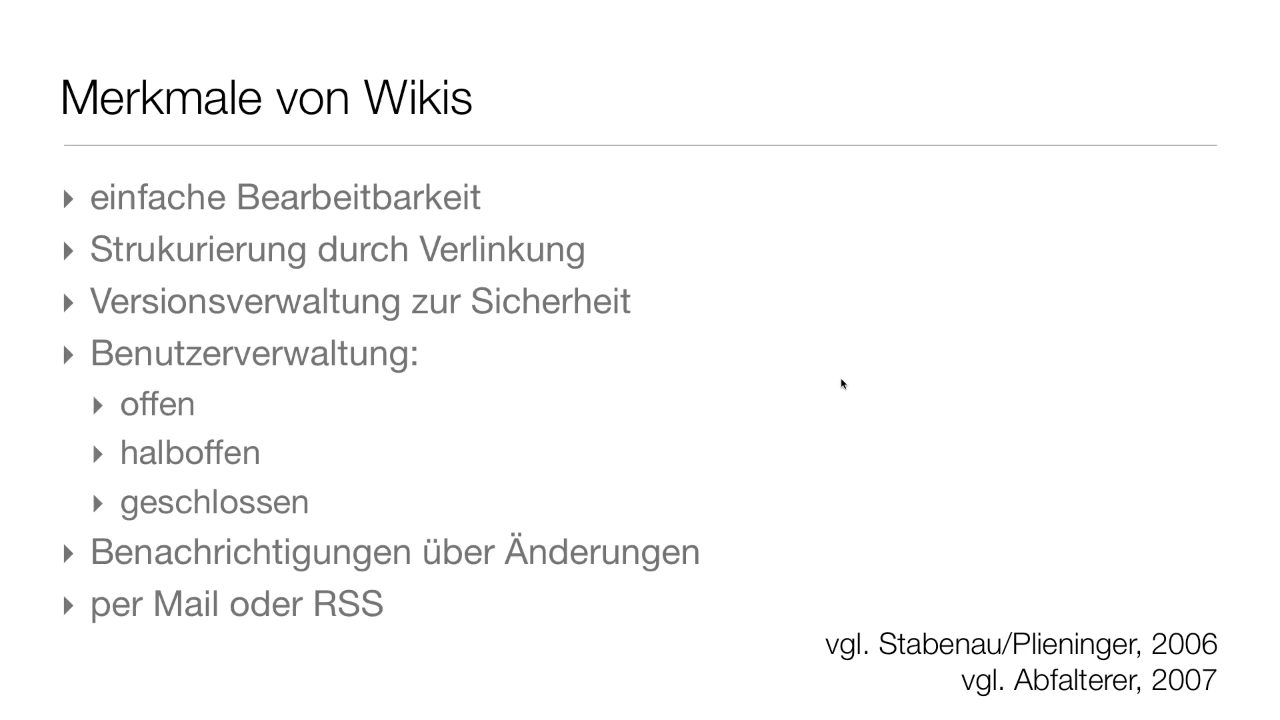 Merkmale von Wikis
‣ einfache Bearbeitbarkeit
‣ Strukurierung durch Verlinkung
‣ Versionsverwaltung zur Sicherheit
‣ Benutzerverwaltung:
‣ offen
‣ halboffen
‣ geschlossen
‣ Benachrichtigungen über Änderungen
‣ per Mail oder RSS
vgl. Stabenau/Plieninger, 2006
vgl. Abfalterer, 2007